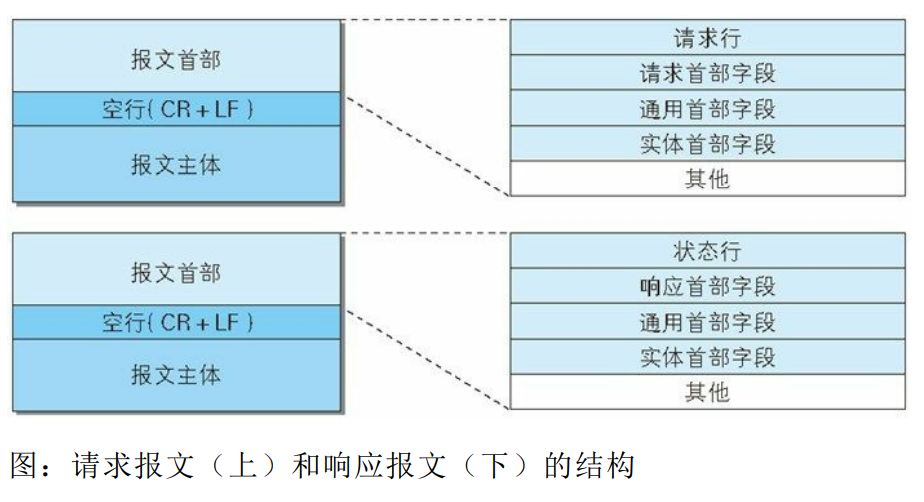 报文首部
空行( CR + LF )
报文主体
请求行
请求首部字段
通用首部字段
实体首部字段
其他
报文首部
空行( CR + LF )
报文主体
状态行
响应首部字段
通用首部字段
实体首部字段
其他
图：请求报文（上）和响应报文（下）的结构